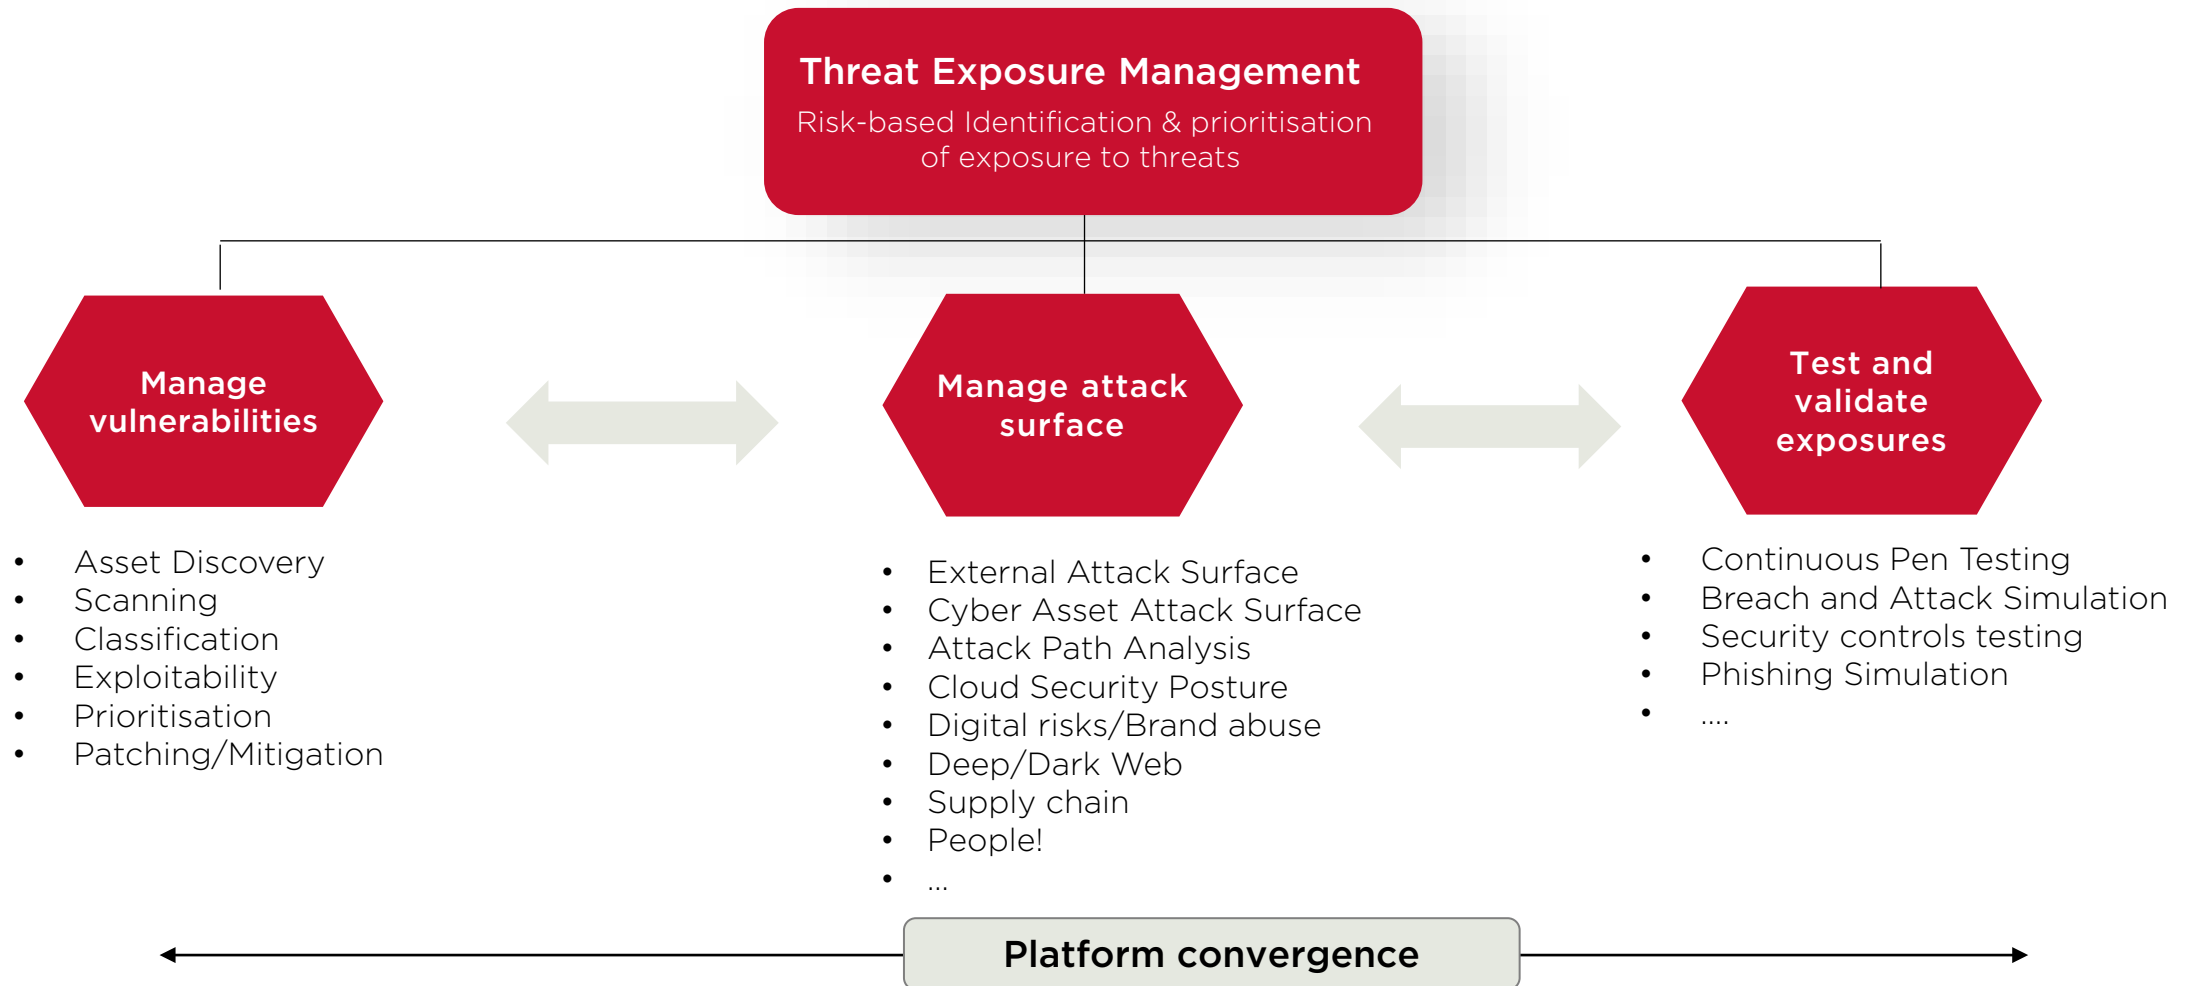 Threat Exposure Management
Risk-based Identification & prioritisation
of exposure to threats
Manage
vulnerabilities
Manage attack
surface
Test and
validate
exposures
• Asset Discovery
• Scanning
• Classification
• Exploitability
• Prioritisation
• Patching/Mitigation
• External Attack Surface
• Cyber Asset Attack Surface
• Attack Path Analysis
• Cloud Security Posture
• Digital risks/Brand abuse
• Deep/Dark Web
• Supply chain
• People!
• ...
• Continuous Pen Testing
• Breach and Attack Simulation
• Security controls testing
• Phishing Simulation
• ....
Platform convergence